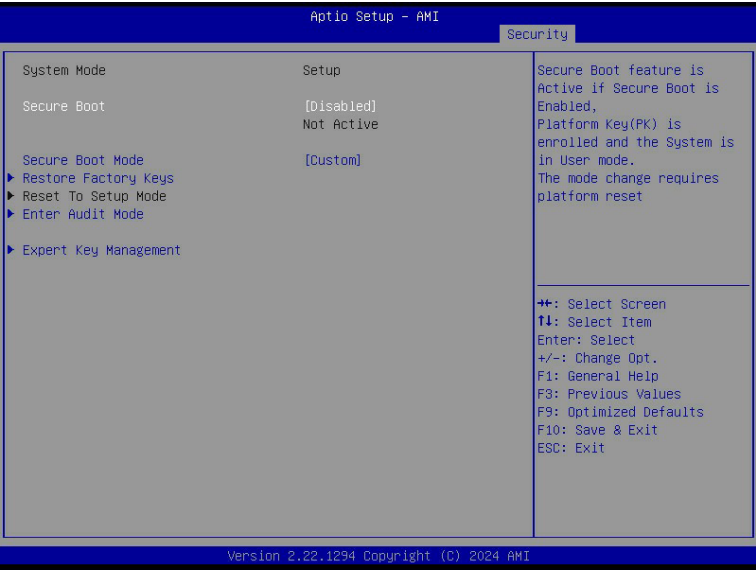 Aptio Setup – AMI
Security
System Mode Setup
Secure Boot [Disabled]
Not Active
Secure Boot Mode [Custom]
Restore Factory Keys
Reset To Setup Mode
Enter Audit Mode
Expert Key Management
Secure Boot feature is
Active if Secure Boot is
Enabled,
Platform Key(PK) is
enrolled and the System is
in User mode.
The mode change requires
platform reset
→←: Select Screen
↑↓: Select Item
Enter: Select
+/-: Change Opt.
F1: General Help
F3: Previous Values
F9: Optimized Defaults
F10: Save & Exit
ESC: Exit
Version 2.22.1294 Copyright (C) 2024 AMI